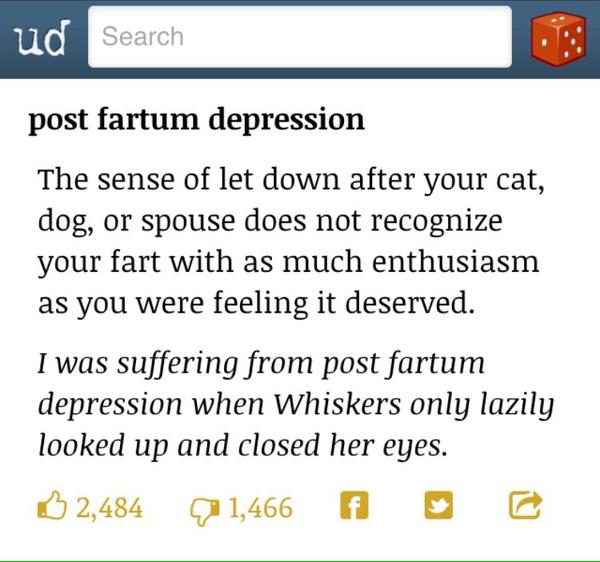 ud Search
post fartum depression
The sense of let down after your cat,
dog, or spouse does not recognize
your fart with as much enthusiasm
as you were feeling it deserved.
I was suffering from post fartum
depression when Whiskers only lazily
looked up and closed her eyes.
2,484 1,466